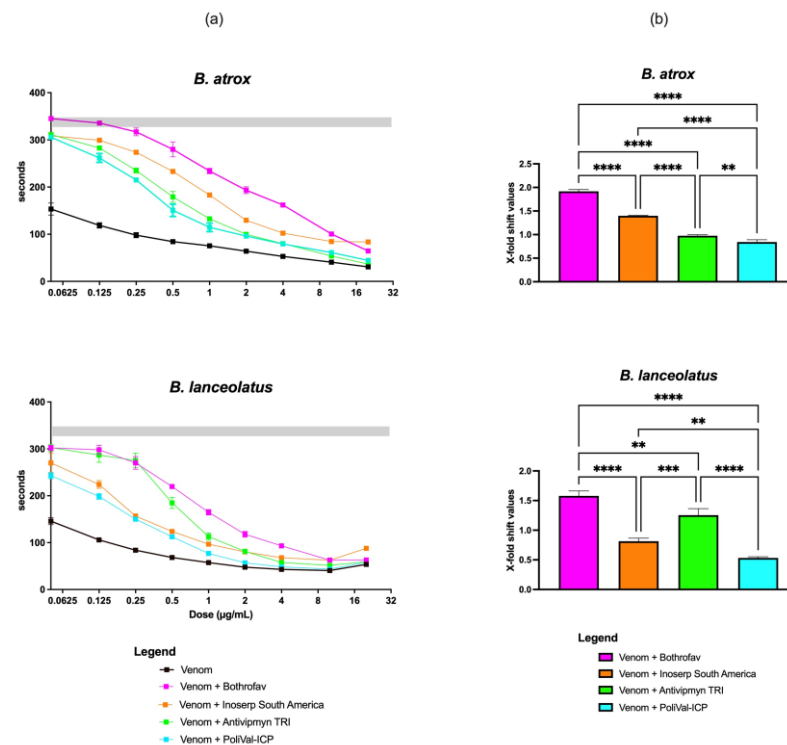 (a)
(b)
B. atrox
400
300
200
100
0
seconds
0.0625 0.125 0.25 0.5 1 2 4 8 16 32
B. atrox
****
****
****
**** **** **
2.5
2.0
1.5
1.0
0.5
0.0
X-fold shift values
B. lanceolatus
400
300
200
100
0
seconds
0.0625 0.125 0.25 0.5 1 2 4 8 16 32
Dose (µg/mL)
B. lanceolatus
****
**
**
**** *** ****
2.0
1.5
1.0
0.5
0.0
X-fold shift values
Legend
Venom
Venom + Bothrofav
Venom + Inoserp South America
Venom + Antivipmyn TRI
Venom + PoliVal-ICP
Legend
Venom + Bothrofav
Venom + Inoserp South America
Venom + Antivipmyn TRI
Venom + PoliVal-ICP